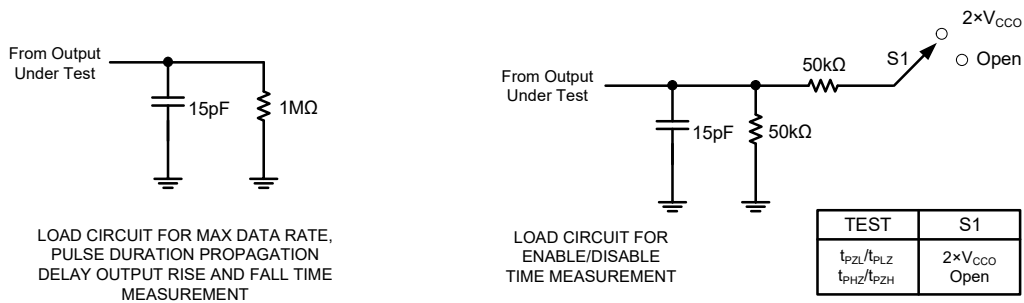 From Output
Under Test
15pF
1MΩ
LOAD CIRCUIT FOR MAX DATA RATE,
PULSE DURATION PROPAGATION
DELAY OUTPUT RISE AND FALL TIME
MEASUREMENT
2×VCCO
S1
Open
50kΩ
From Output
Under Test
15pF
50kΩ
LOAD CIRCUIT FOR
ENABLE/DISABLE
TIME MEASUREMENT
TEST S1
tPZL/tPLZ 2×VCCO
tPHZ/tPZH Open